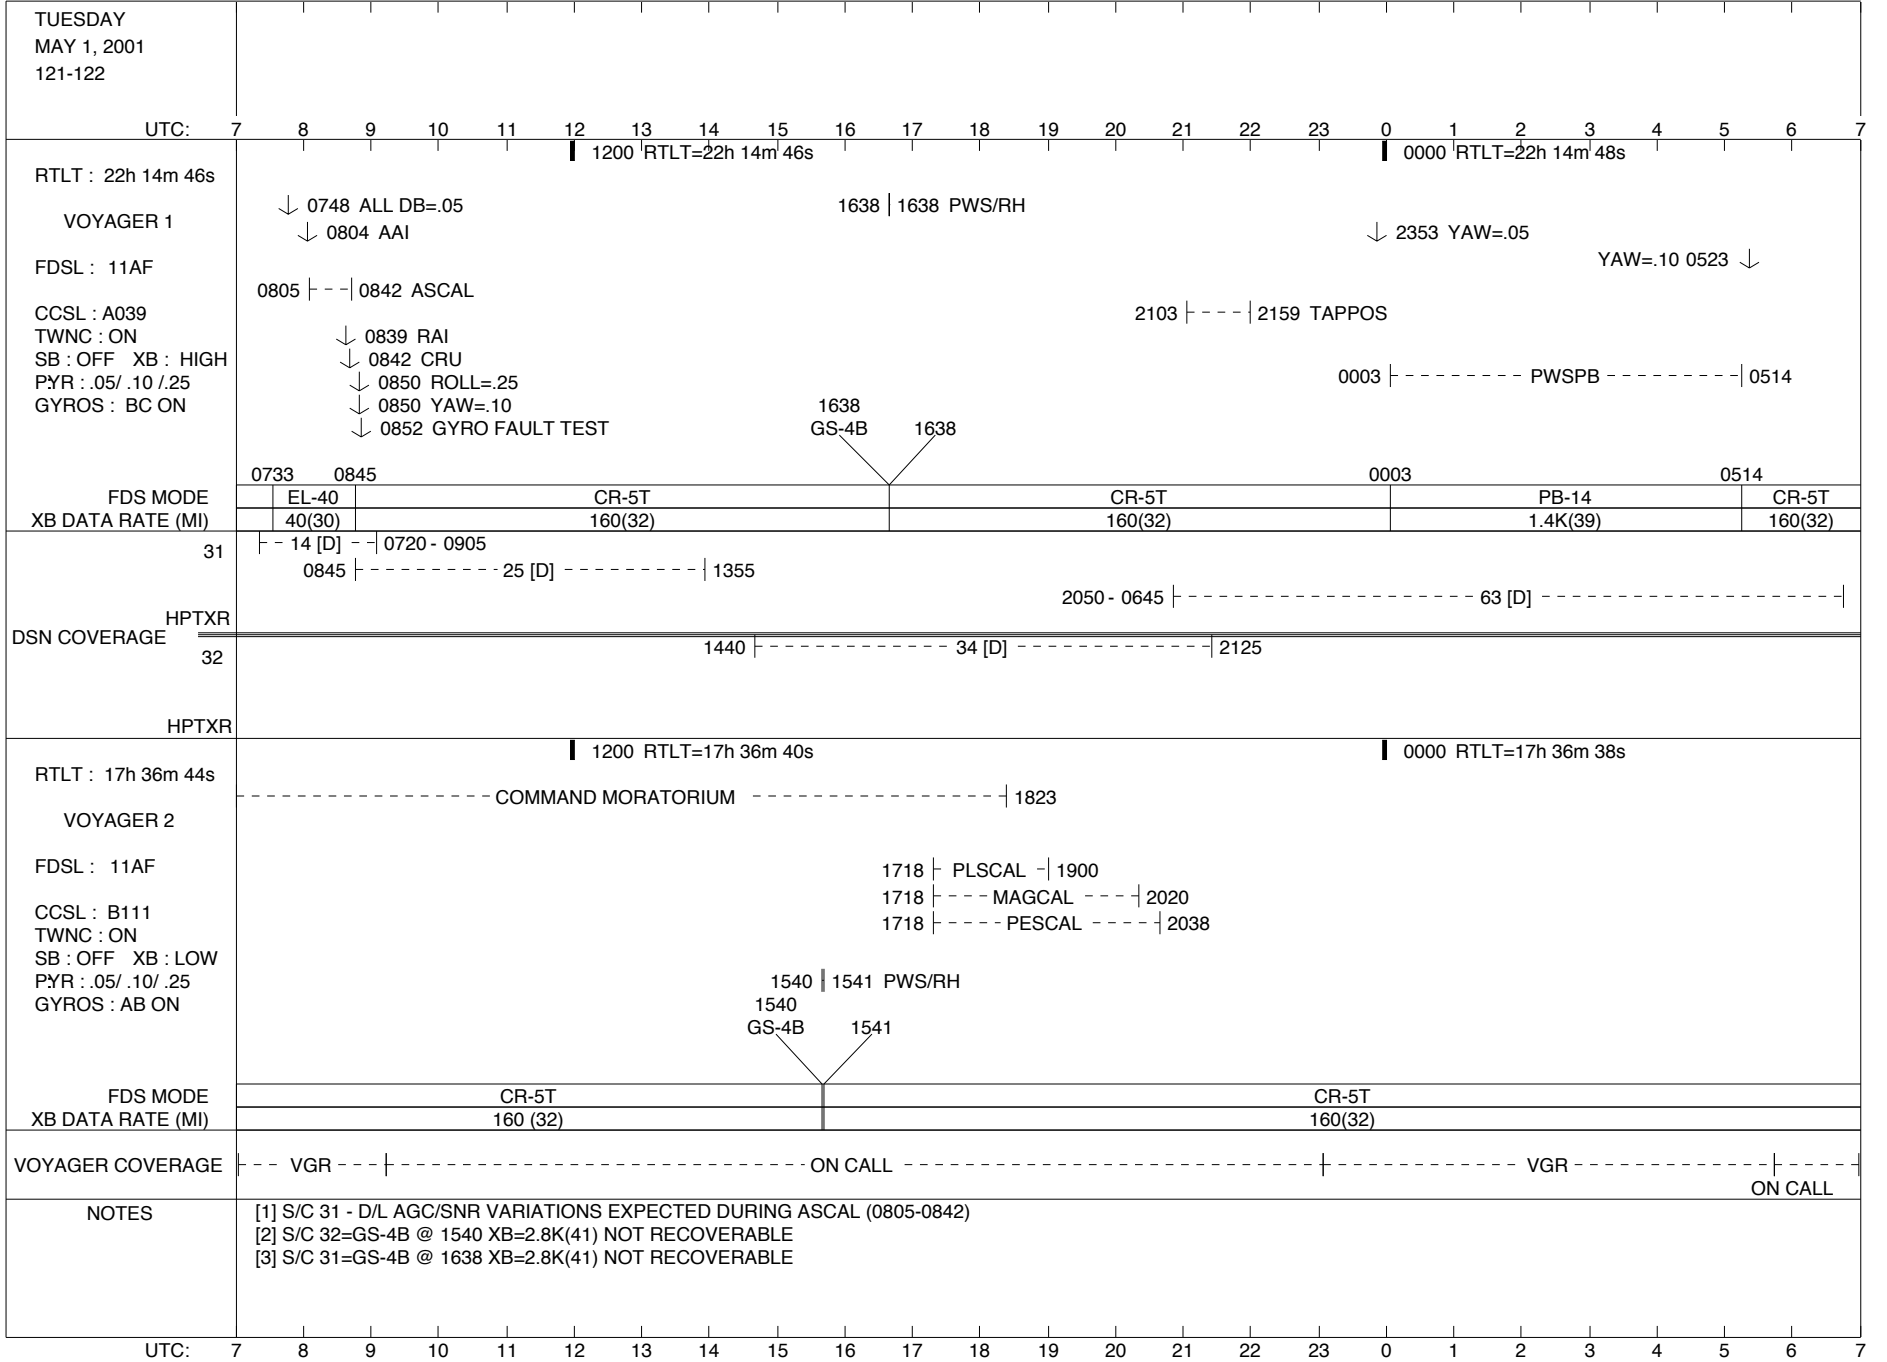 TUESDAY
MAY 1, 2001
121-122
UTC: 7 8 9 10 11 12 13 14 15 16 17 18 19 20 21 22 23 0 1 2 3 4 5 6 7
1200 RTLT=22h 14m 46s 0000 RTLT=22h 14m 48s
RTLT : 22h 14m 46s
0748 ALL DB=.05 1638 1638 PWS/RH
VOYAGER 1
0804 AAI 2353 YAW=.05
YAW=.10 0523
FDSL : 11AF
0805 0842 ASCAL
CCSL : A039 2103 2159 TAPPOS
TWNC : ON 0839 RAI
SB : OFF XB : HIGH 0842 CRU
P:YR : .05/ .10 /.25 0850 ROLL=.25 0003 PWSPB 0514
GYROS : BC ON 0850 YAW=.10 1638
0852 GYRO FAULT TEST GS-4B 1638
0733 0845 0003 0514
FDS MODE EL-40 CR-5T CR-5T PB-14 CR-5T
XB DATA RATE (MI) 40(30) 160(32) 160(32) 1.4K(39) 160(32)
31 14 [D] 0720 - 0905
0845 25 [D] 1355
2050 - 0645 63 [D]
HPTXR
DSN COVERAGE
32 1440 34 [D] 2125
HPTXR
1200 RTLT=17h 36m 40s 0000 RTLT=17h 36m 38s
RTLT : 17h 36m 44s
COMMAND MORATORIUM 1823
VOYAGER 2
FDSL : 11AF 1718 PLSCAL 1900
1718 MAGCAL 2020
CCSL : B111 1718 PESCAL 2038
TWNC : ON
SB : OFF XB : LOW
P:YR : .05/ .10/ .25 1540 1541 PWS/RH
GYROS : AB ON 1540
GS-4B 1541
FDS MODE CR-5T CR-5T
XB DATA RATE (MI) 160 (32) 160(32)
VOYAGER COVERAGE VGR ON CALL VGR
ON CALL
NOTES [1] S/C 31 - D/L AGC/SNR VARIATIONS EXPECTED DURING ASCAL (0805-0842)
[2] S/C 32=GS-4B @ 1540 XB=2.8K(41) NOT RECOVERABLE
[3] S/C 31=GS-4B @ 1638 XB=2.8K(41) NOT RECOVERABLE
UTC: 7 8 9 10 11 12 13 14 15 16 17 18 19 20 21 22 23 0 1 2 3 4 5 6 7